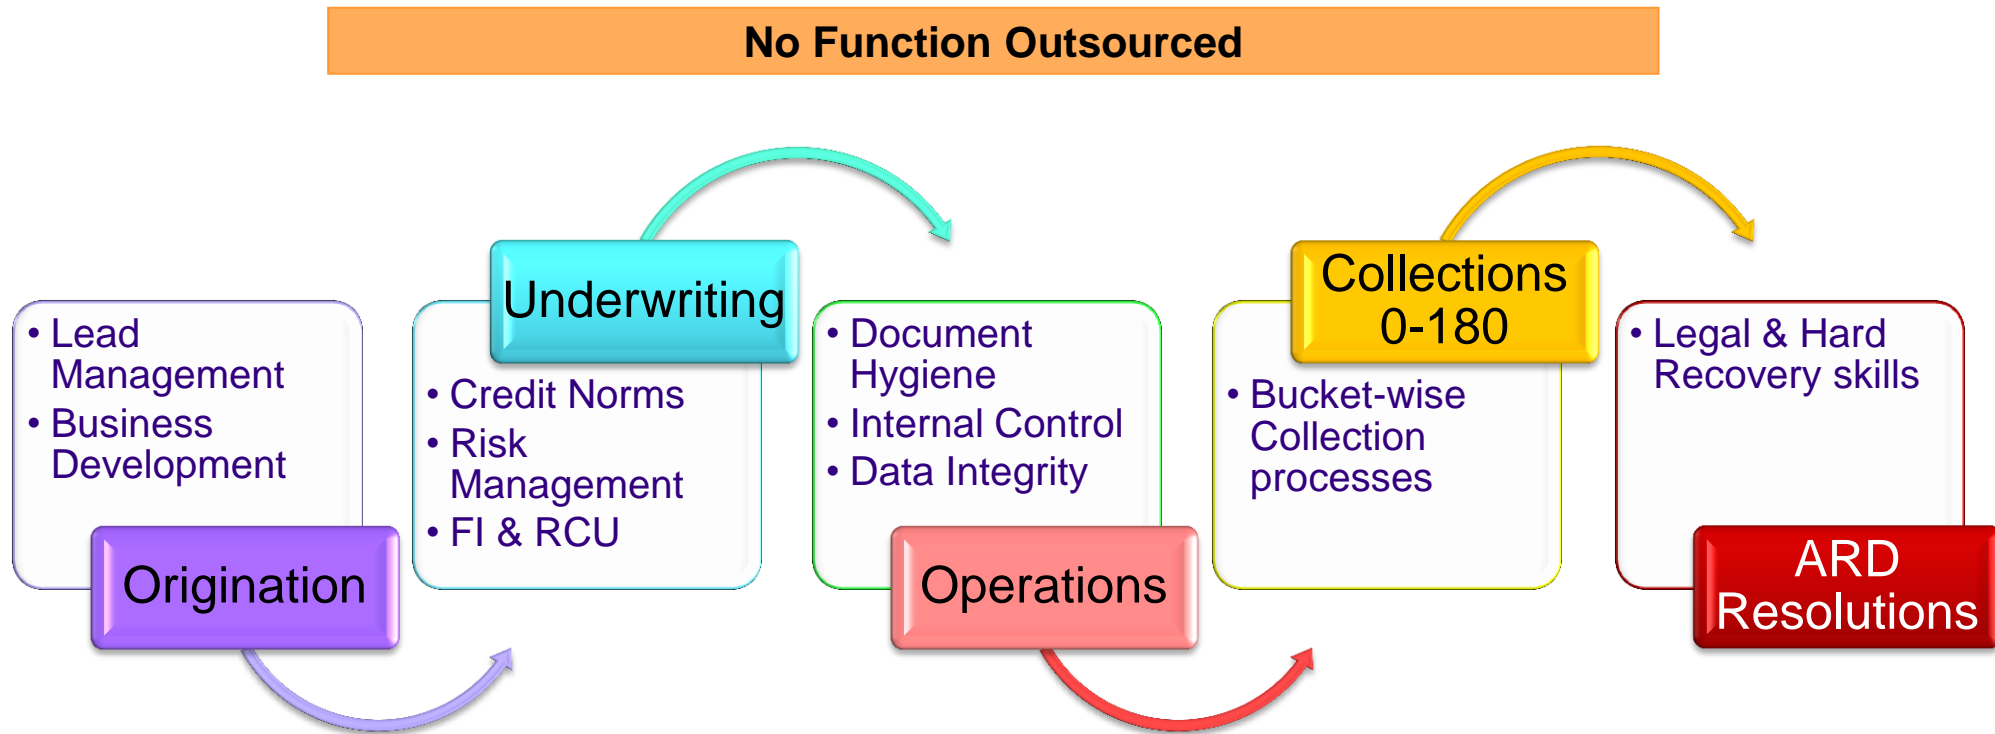 No Function Outsourced
• Lead
Management
• Business
Development
Origination
Underwriting
• Credit Norms
• Risk
Management
• FI & RCU
• Document
Hygiene
• Internal Control
• Data Integrity
Operations
Collections
0-180
• Bucket-wise
Collection
processes
• Legal & Hard
Recovery skills
ARD
Resolutions